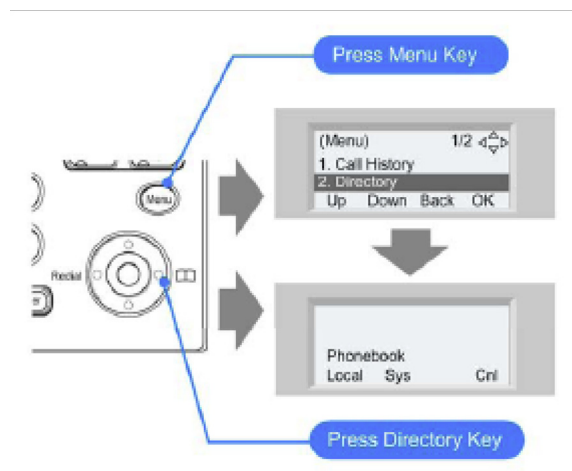 Press Menu Key
(Menu) 1/2
1. Call History
2. Directory
Up Down Back OK
Menu
Redial
Phonebook
Local Sys Cnl
Press Directory Key